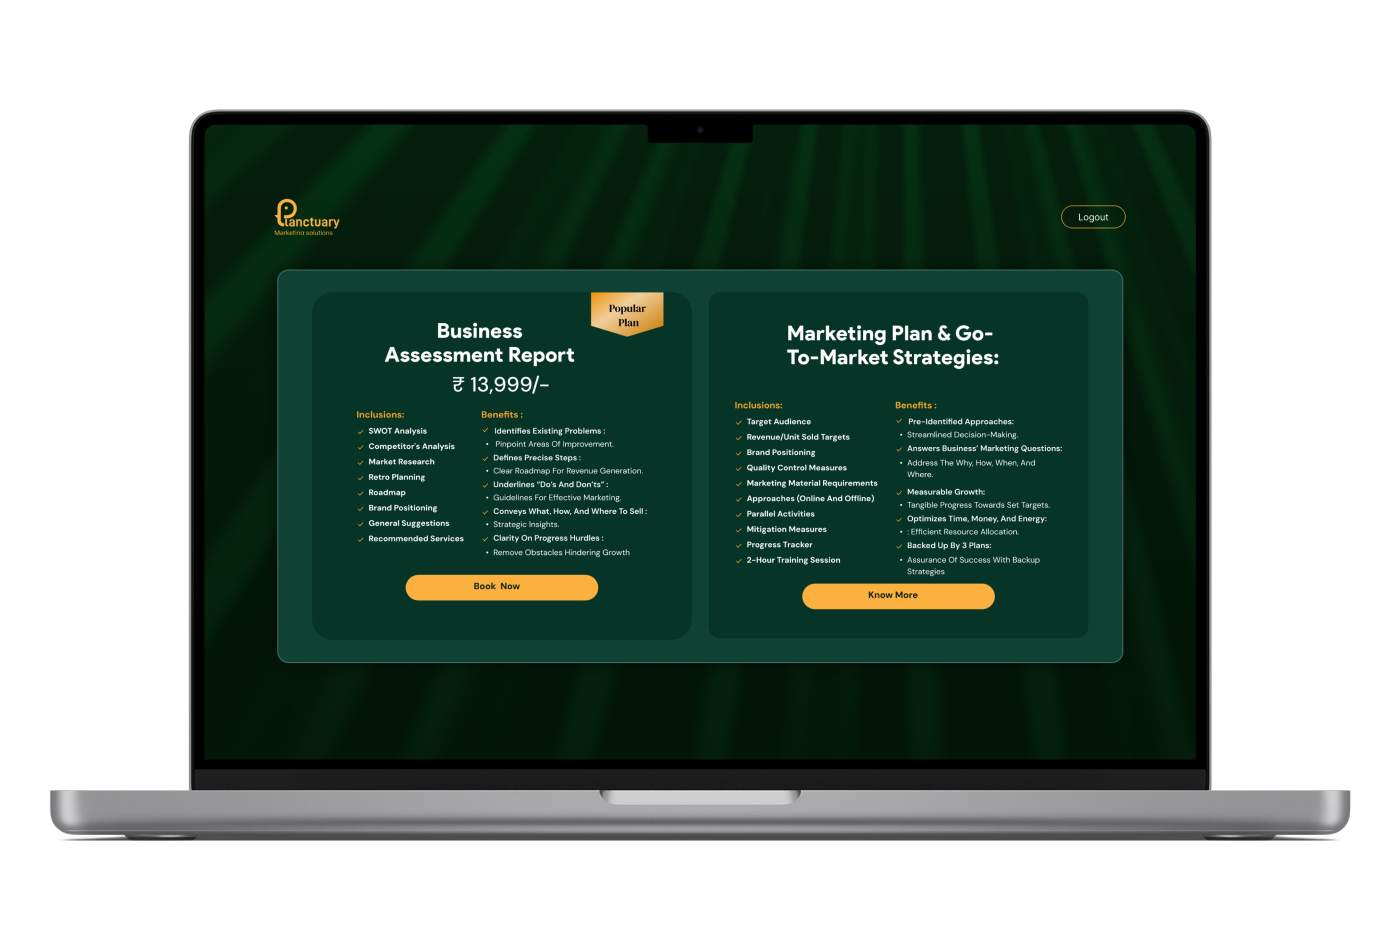 Planctuary
Marketing solutions
Logout
Popular
Plan
Business
Assessment Report
₹ 13,999/-
Inclusions:
SWOT Analysis
Competitor's Analysis
Market Research
Retro Planning
Roadmap
Brand Positioning
General Suggestions
Recommended Services
Benefits :
Identifies Existing Problems :
• Pinpoint Areas Of Improvement.
Defines Precise Steps :
• Clear Roadmap For Revenue Generation.
Underlines “Do’s And Don’ts” :
• Guidelines For Effective Marketing.
Conveys What, How, And Where To Sell :
• Strategic Insights.
Clarity On Progress Hurdles :
• Remove Obstacles Hindering Growth
Book Now
Marketing Plan & Go-
To-Market Strategies:
Inclusions:
Target Audience
Revenue/Unit Sold Targets
Brand Positioning
Quality Control Measures
Marketing Material Requirements
Approaches (Online And Offline)
Parallel Activities
Mitigation Measures
Progress Tracker
2-Hour Training Session
Benefits :
Pre-Identified Approaches:
• Streamlined Decision-Making.
Answers Business’ Marketing Questions:
• Address The Why, How, When, And
Where.
Measurable Growth:
• Tangible Progress Towards Set Targets.
Optimizes Time, Money, And Energy:
• : Efficient Resource Allocation.
Backed Up By 3 Plans:
• Assurance Of Success With Backup
Strategies
Know More